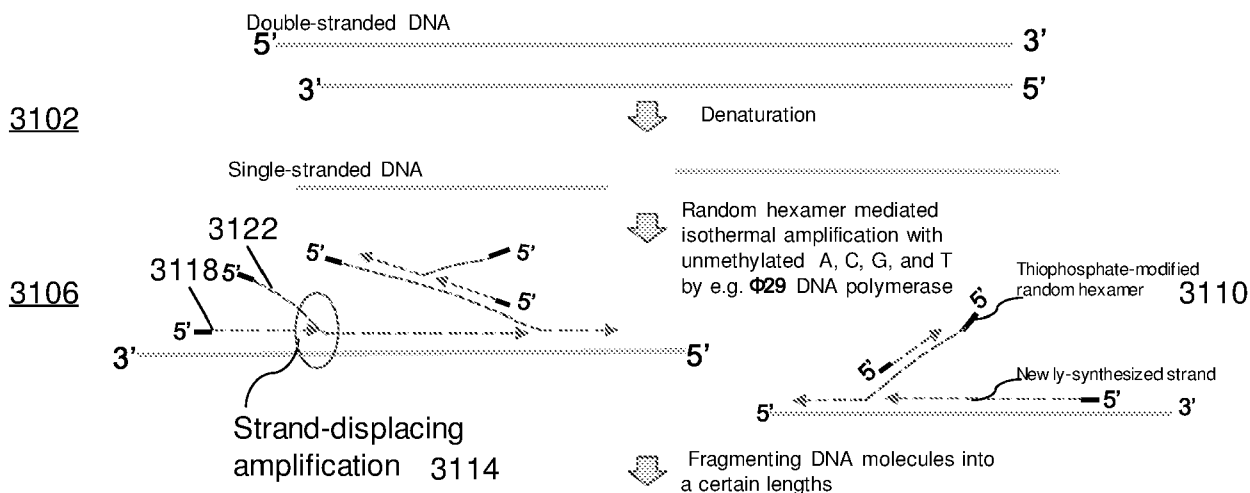 Double-stranded DNA
5' 3'
3' 5'
3102
Denaturation
Single-stranded DNA
Random hexamer mediated
isothermal amplification with
unmethylated A, C, G, and T
by e.g. Φ29 DNA polymerase
3122
3118
5'
5'
5'
5'
5'
3106
3' 5'
Strand-displacing
amplification 3114
Thiophosphate-modified
random hexamer 3110
5'
5'
Newly-synthesized strand
5'
5' 3'
Fragmenting DNA molecules into
a certain lengths